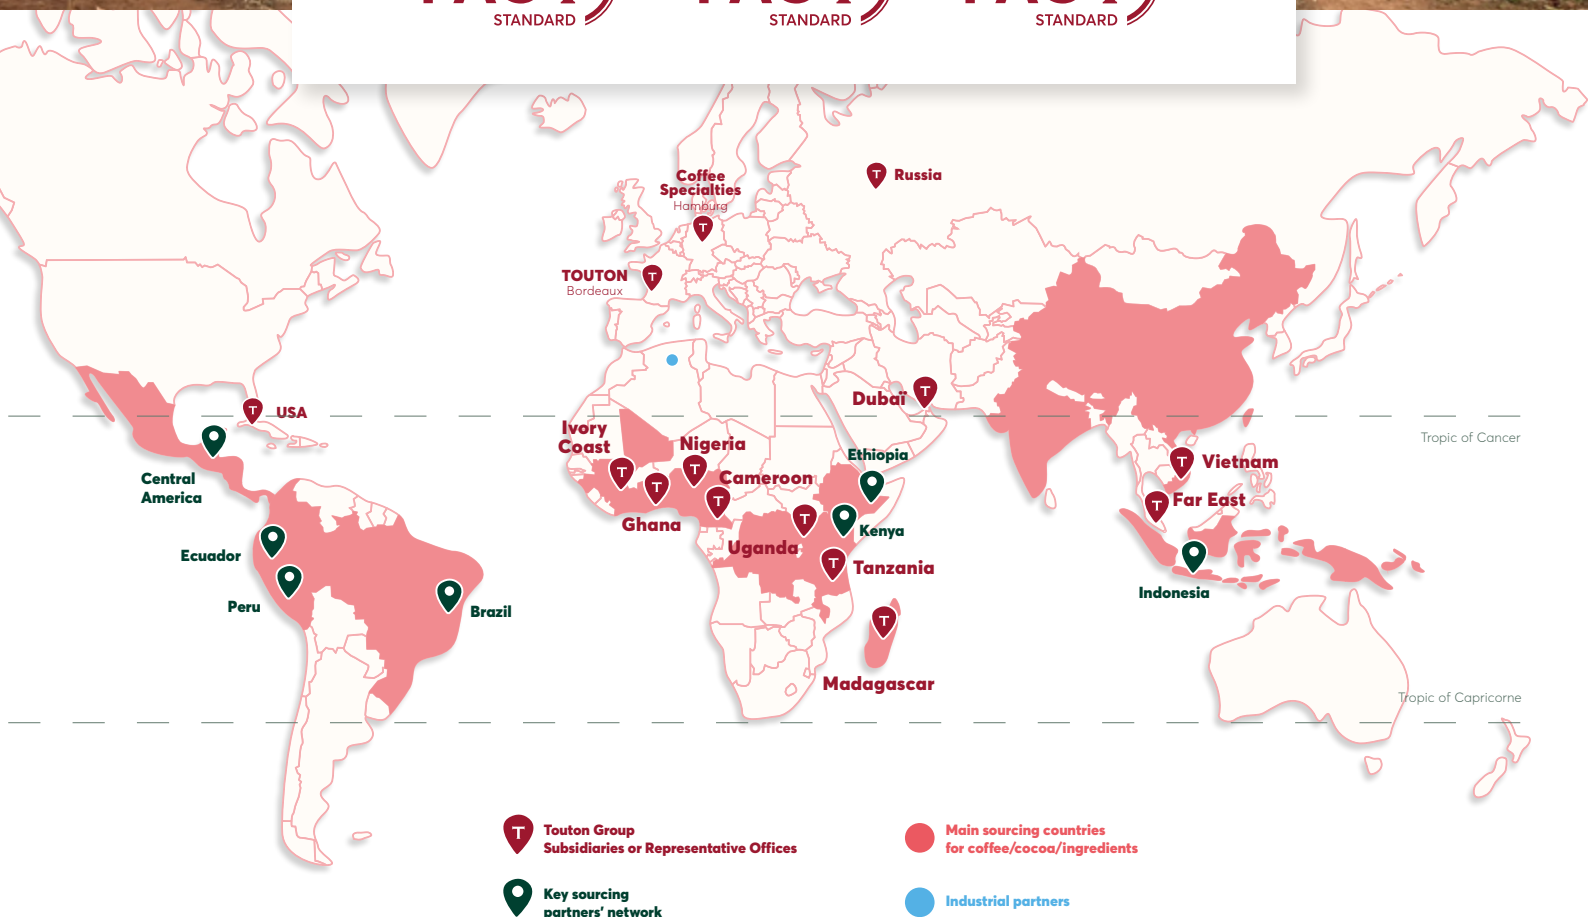 STANDARD
STANDARD
STANDARD
Russia
Coffee
Specialties
Hamburg
TOUTON
Bordeaux
Dubaï
USA
Tropic of Cancer
Ivory
Coast
Nigeria
Ethiopia
Vietnam
Central
America
Cameroon
Far East
Ghana
Kenya
Ecuador
Uganda
Tanzania
Indonesia
Peru
Brazil
Madagascar
Tropic of Capricorne
Touton Group
Subsidiaries or Representative Offices
Main sourcing countries
for coffee/cocoa/ingredients
Key sourcing
partners' network
Industrial partners